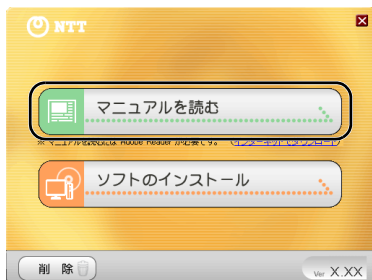 NTT
マニュアルを読む
※ マニュアルを読むには Adobe Reader が必要です。 (インターネットでダウンロード)
ソフトのインストール
削 除
Ver X.XX